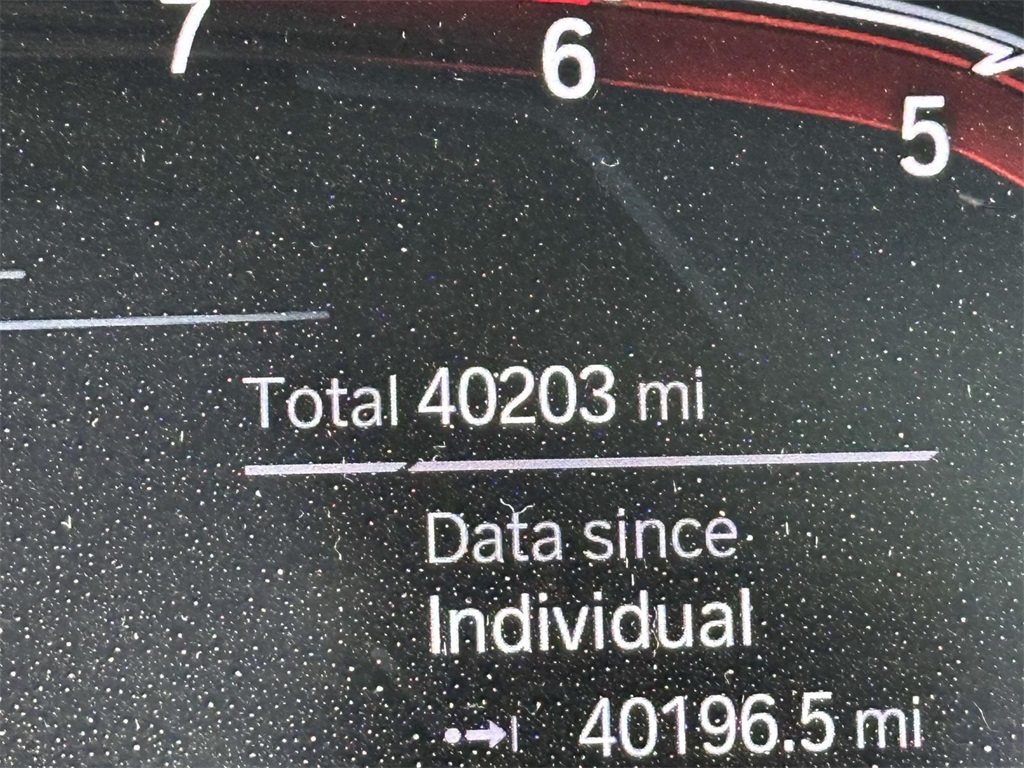 7 6 5
Total 40203 mi
Data since
Individual
40196.5 mi